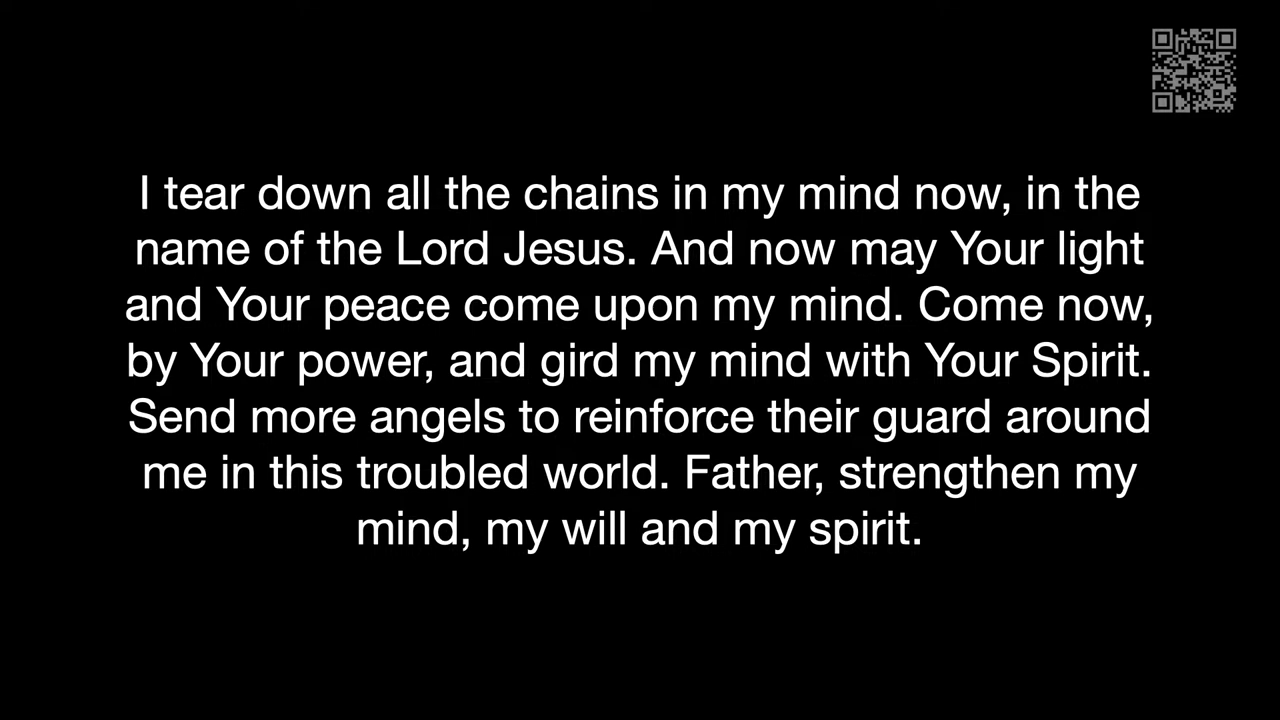 I tear down all the chains in my mind now, in the
name of the Lord Jesus. And now may Your light
and Your peace come upon my mind. Come now,
by Your power, and gird my mind with Your Spirit.
Send more angels to reinforce their guard around
me in this troubled world. Father, strengthen my
mind, my will and my spirit.